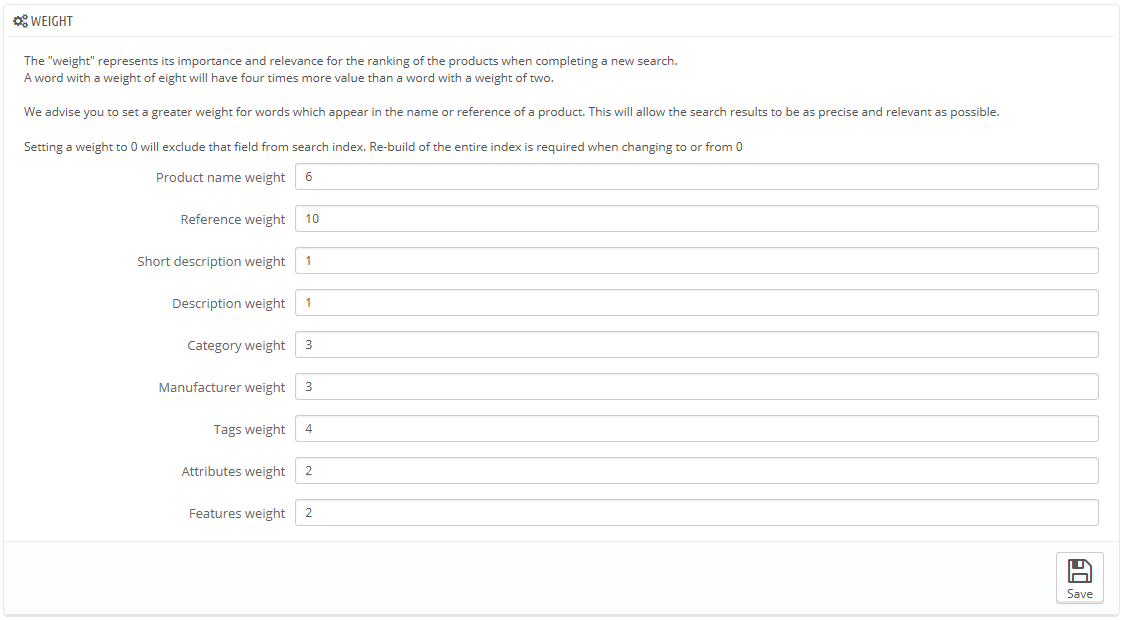 WEIGHT
The "weight" represents its importance and relevance for the ranking of the products when completing a new search.
A word with a weight of eight will have four times more value than a word with a weight of two.
We advise you to set a greater weight for words which appear in the name or reference of a product. This will allow the search results to be as precise and relevant as possible.
Setting a weight to 0 will exclude that field from search index. Re-build of the entire index is required when changing to or from 0
Product name weight 6
Reference weight 10
Short description weight 1
Description weight 1
Category weight 3
Manufacturer weight 3
Tags weight 4
Attributes weight 2
Features weight 2
Save